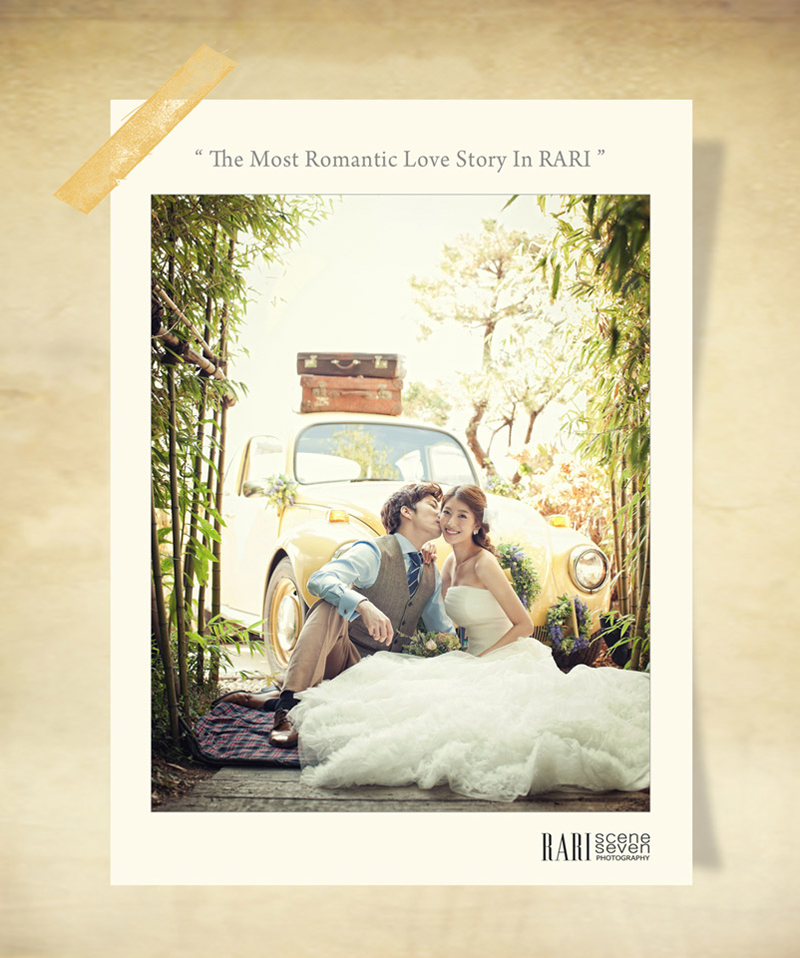 “ The Most Romantic Love Story In RARI ”
RARI scene seven PHOTOGRAPHY